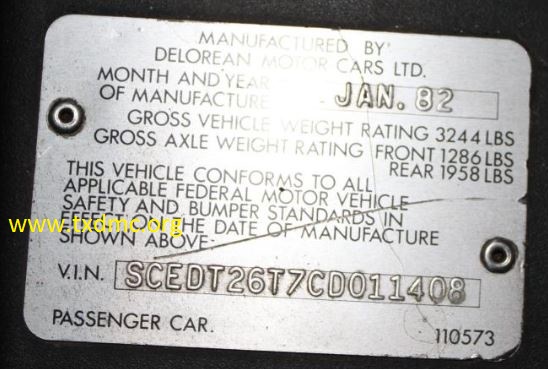 MANUFACTURED BY
DELOREAN MOTOR CARS LTD.
MONTH AND YEAR
OF MANUFACTURE JAN. 82
GROSS VEHICLE WEIGHT RATING 3244 LBS
GROSS AXLE WEIGHT RATING FRONT 1286 LBS
REAR 1958 LBS
THIS VEHICLE CONFORMS TO ALL
APPLICABLE FEDERAL MOTOR VEHICLE
SAFETY AND BUMPER STANDARDS IN
EFFECT ON THE DATE OF MANUFACTURE
SHOWN ABOVE-
www.txdmc.org
V.I.N. SCEDT26T7CD011408
PASSENGER CAR. 110573